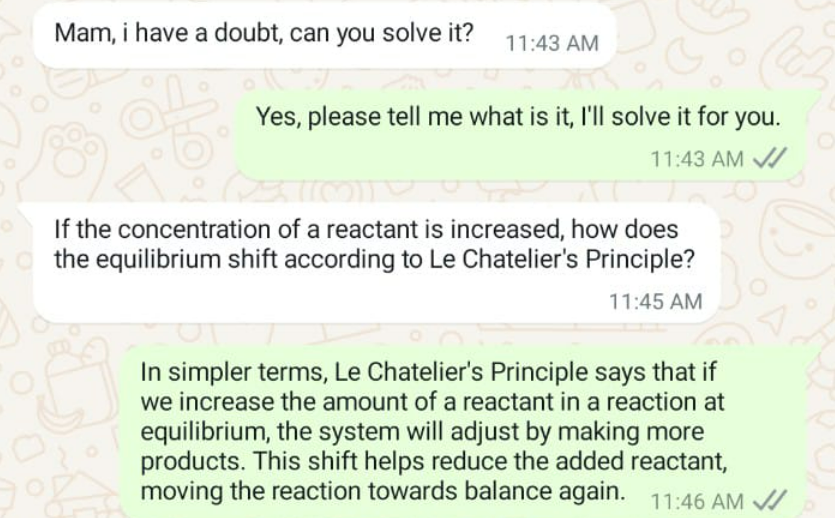 Mam, i have a doubt, can you solve it?
11:43 AM
Yes, please tell me what is it, I'll solve it for you.
11:43 AM
If the concentration of a reactant is increased, how does
the equilibrium shift according to Le Chatelier's Principle?
11:45 AM
In simpler terms, Le Chatelier's Principle says that if
we increase the amount of a reactant in a reaction at
equilibrium, the system will adjust by making more
products. This shift helps reduce the added reactant,
moving the reaction towards balance again.
11:46 AM